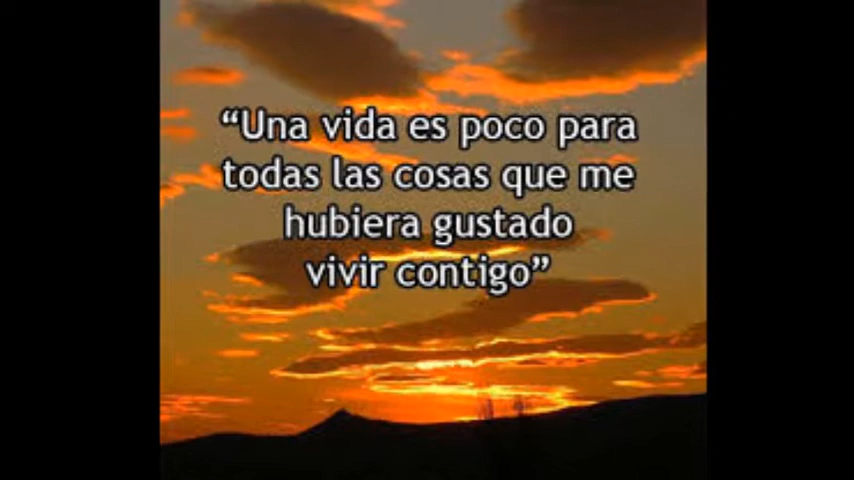 “Una vida es poco para
todas las cosas que me
hubiera gustado
vivir contigo”